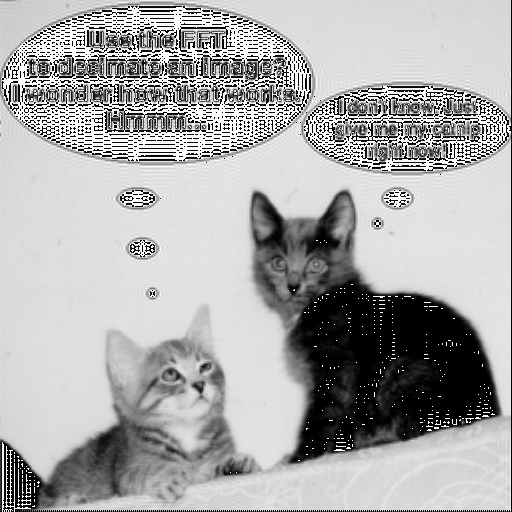 Use the FFT
to decimate an image?
I wonder how that works.
Hmmm...
I don't know. Just
give me my catnip
right now!